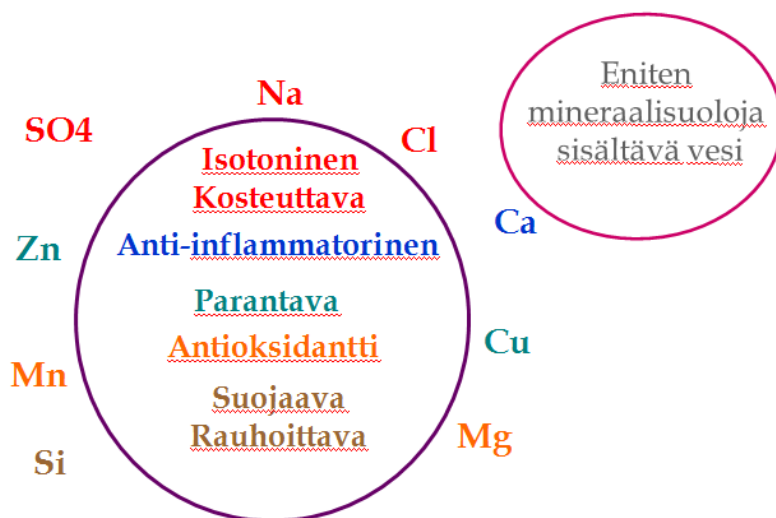 Na
SO4
Cl
Isotoninen
Kosteuttava
Eniten
mineraalisuoloja
sisältävä vesi
Ca
Zn
Anti-inflammatorinen
Parantava
Antioksidantti
Cu
Mn
Suojaava
Rauhoittava
Mg
Si